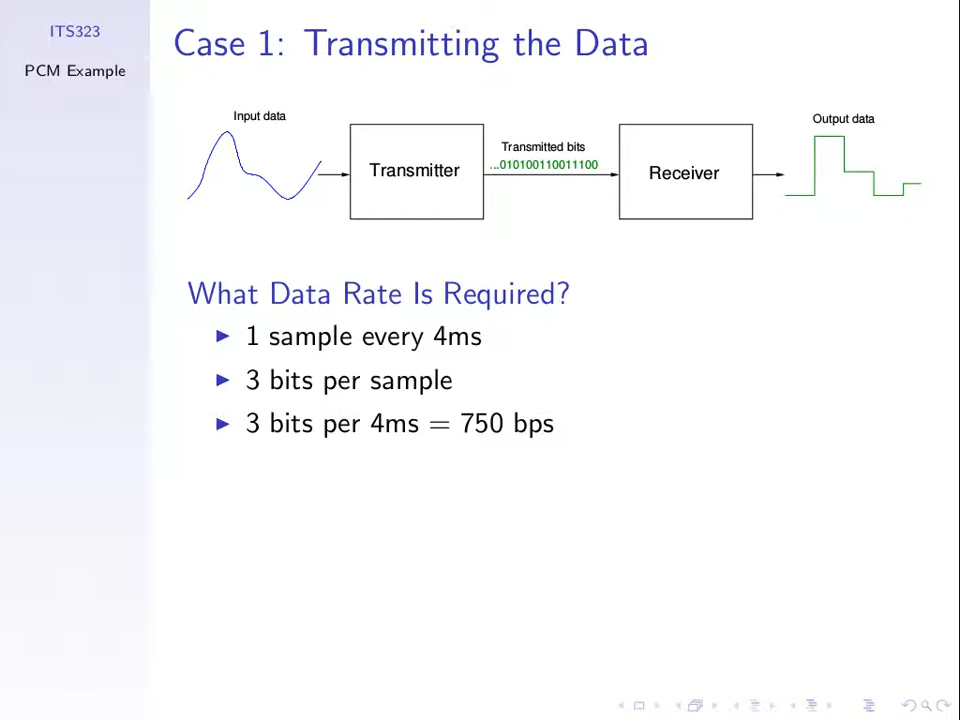 ITS323
PCM Example
Case 1: Transmitting the Data
Input data
Transmitter
Transmitted bits
...010100110011100
Receiver
Output data
What Data Rate Is Required?
1 sample every 4ms
3 bits per sample
3 bits per 4ms = 750 bps